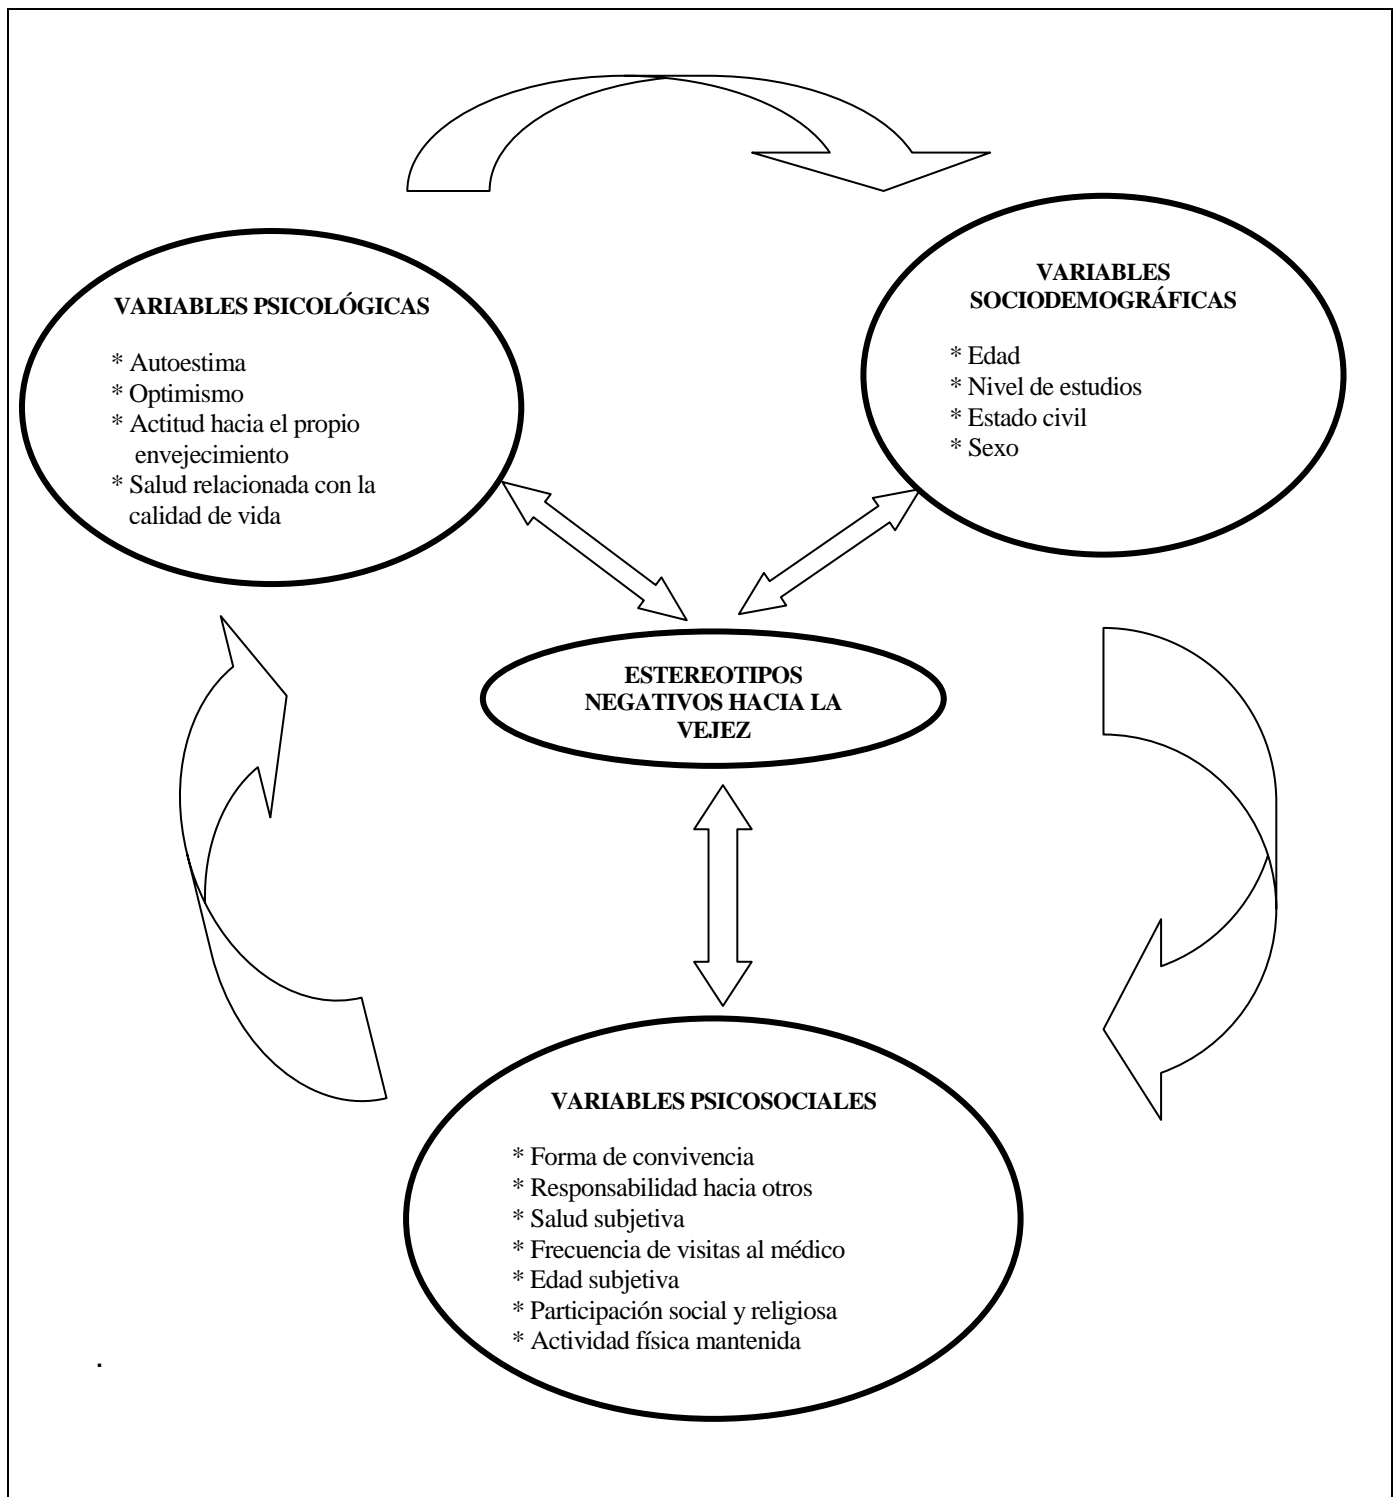 VARIABLES PSICOLÓGICAS
* Autoestima
* Optimismo
* Actitud hacia el propio
envejecimiento
* Salud relacionada con la
calidad de vida
VARIABLES
SOCIODEMOGRÁFICAS
* Edad
* Nivel de estudios
* Estado civil
* Sexo
ESTEREOTIPOS
NEGATIVOS HACIA LA
VEJEZ
VARIABLES PSICOSOCIALES
* Forma de convivencia
* Responsabilidad hacia otros
* Salud subjetiva
* Frecuencia de visitas al médico
* Edad subjetiva
* Participación social y religiosa
* Actividad física mantenida
.